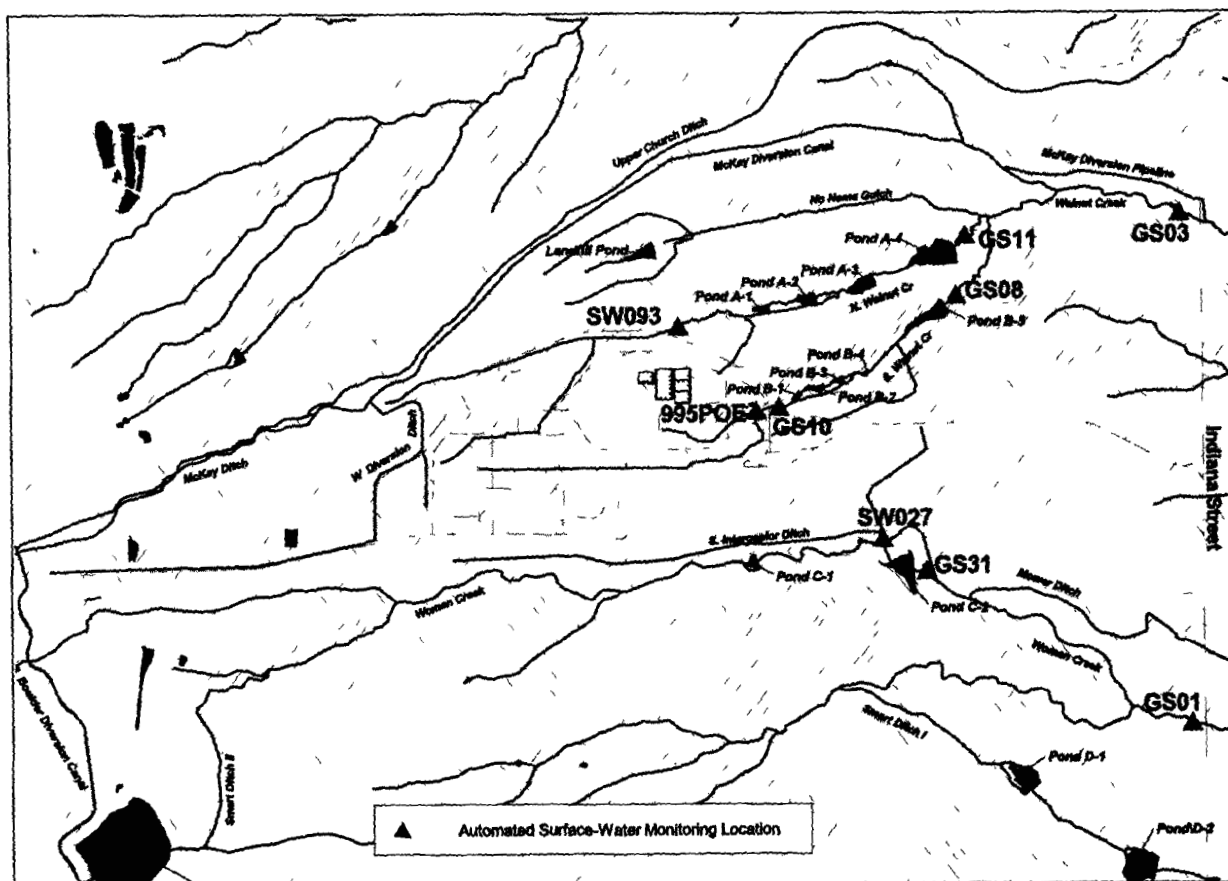 Upper Church Ditch
McKay Diversion Canal
McKay Diversion Pipeline
No Name Gulch
Walnut Creek
GS03
GS11
Pond A-4
Landfill Pond
Pond A-3
Pond A-2
Pond A-1
N. Walnut Cr
GS08
Pond B-5
SW093
Pond B-4
Pond B-3
Pond B-1
Pond B-2
995POE
GS10
Indiana Street
W. Diversion
Ditch
McKay Ditch
SW027
S. Interceptor Ditch
Pond C-1
GS31
Mower Ditch
Pond C-2
Woman Creek
Woman Creek
GS01
Boulder Diversion Canal
Smart Ditch I
Smart Ditch II
Pond D-1
Pond D-2
Automated Surface-Water Monitoring Location